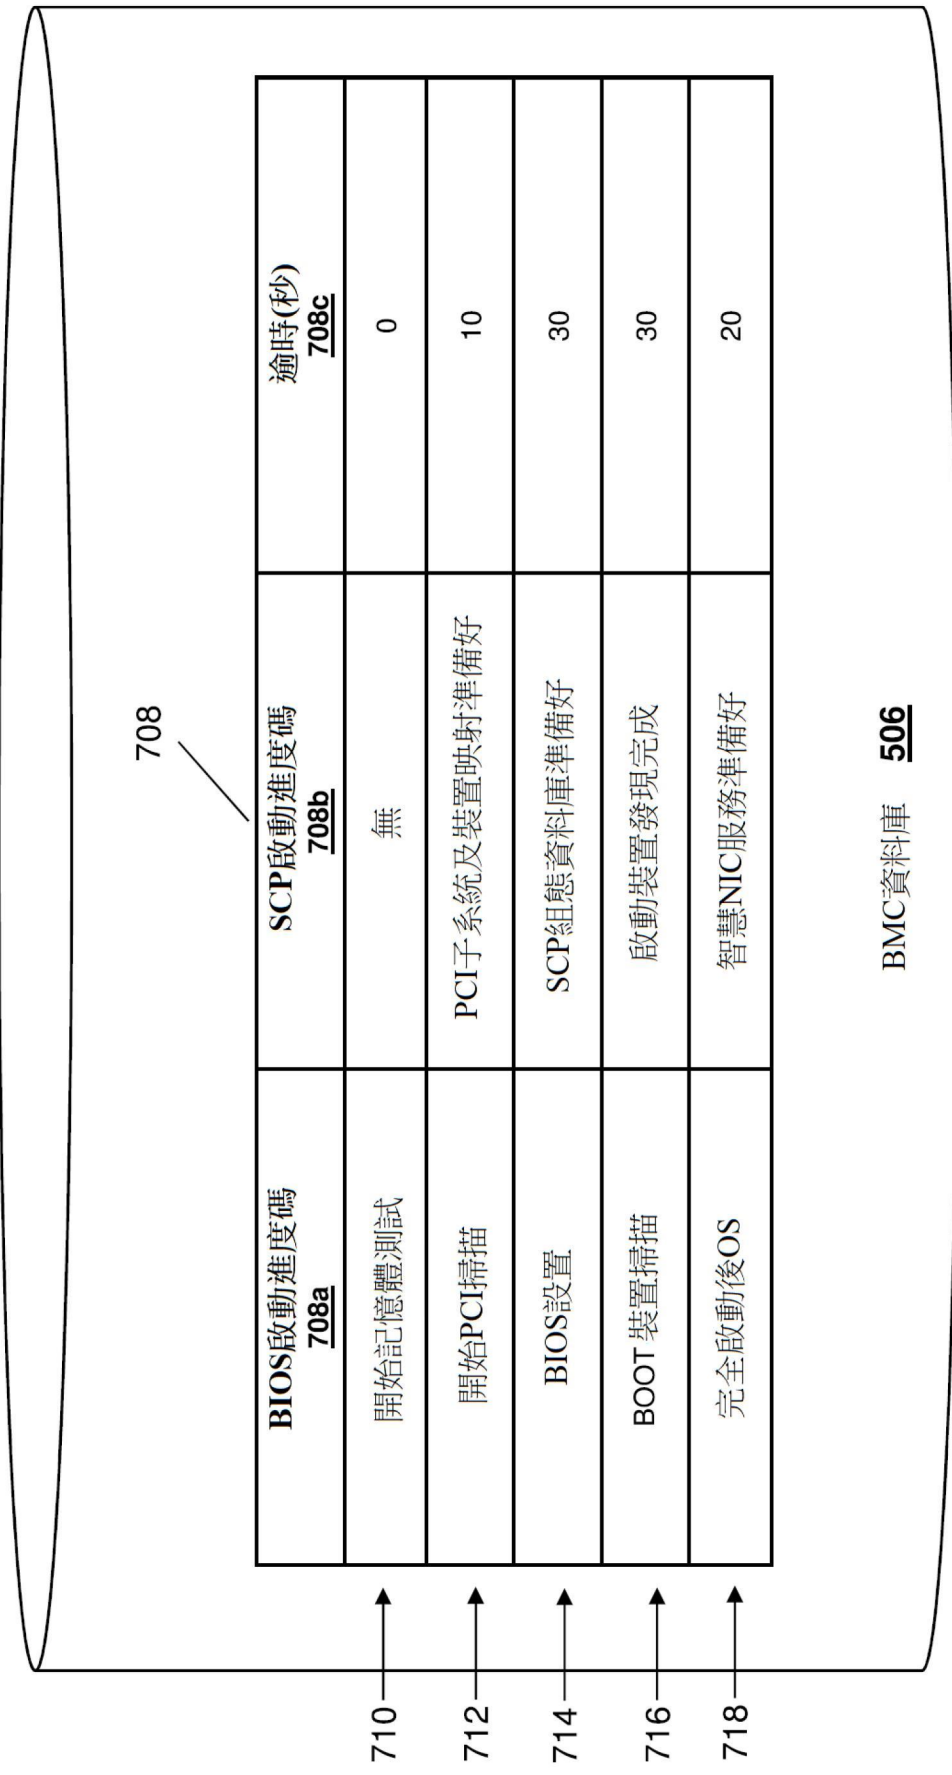 708
BIOS啟動進度碼
708a
SCP啟動進度碼
708b
逾時(秒)
708c
710
開始記憶體測試
無
0
712
開始PCI掃描
PCI子系統及裝置映射準備好
10
714
BIOS設置
SCP組態資料庫準備好
30
716
BOOT 裝置掃描
啟動裝置發現完成
30
718
完全啟動後OS
智慧NIC服務準備好
20
BMC資料庫 506